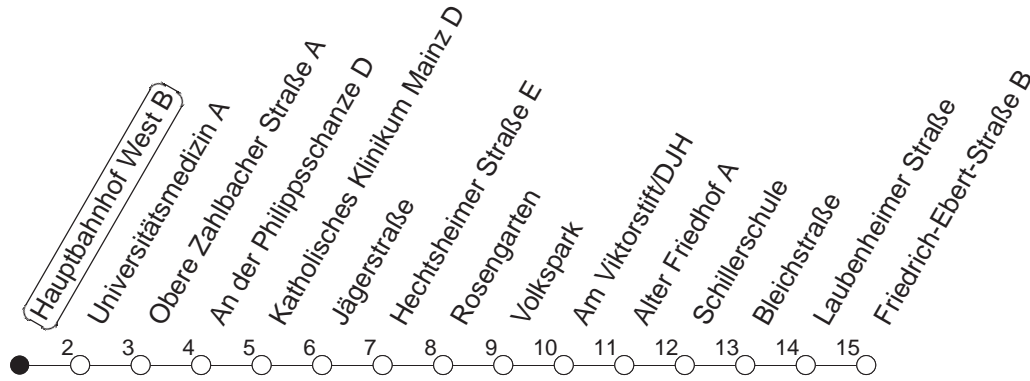 Hauptbahnhof West B
Universitätsmedizin A
Obere Zahlbacher Straße A
An der Philippsschanze D
Katholisches Klinikum Mainz D
Jägerstraße
Hechtsheimer Straße E
Rosengarten
Volkspark
Am Viktorstift/DJH
Alter Friedhof A
Schillerschule
Bleichstraße
Laubenheimer Straße
Friedrich-Ebert-Straße B
2 3 4 5 6 7 8 9 10 11 12 13 14 15